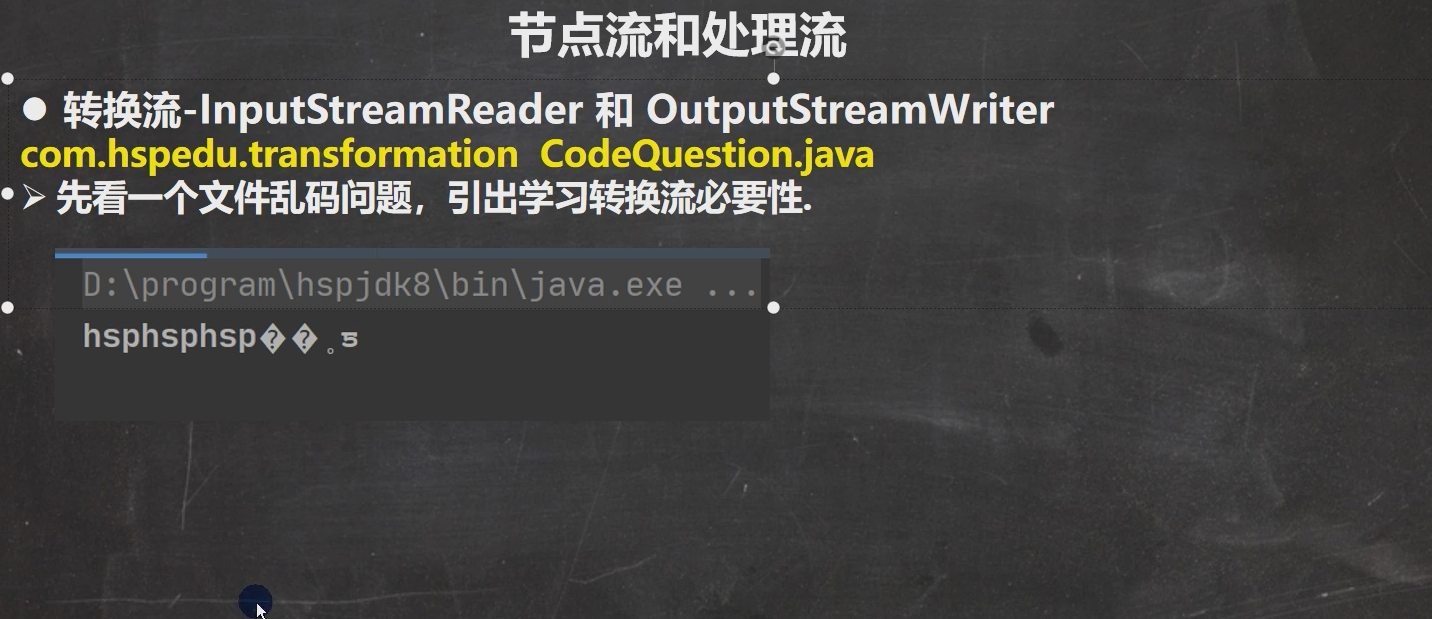 节点流和处理流
● 转换流-InputStreamReader 和 OutputStreamWriter
com.hspedu.transformation CodeQuestion.java
➢ 先看一个文件乱码问题，引出学习转换流必要性.
D:\program\hspjdk8\bin\java.exe ...
hsphsphsp��